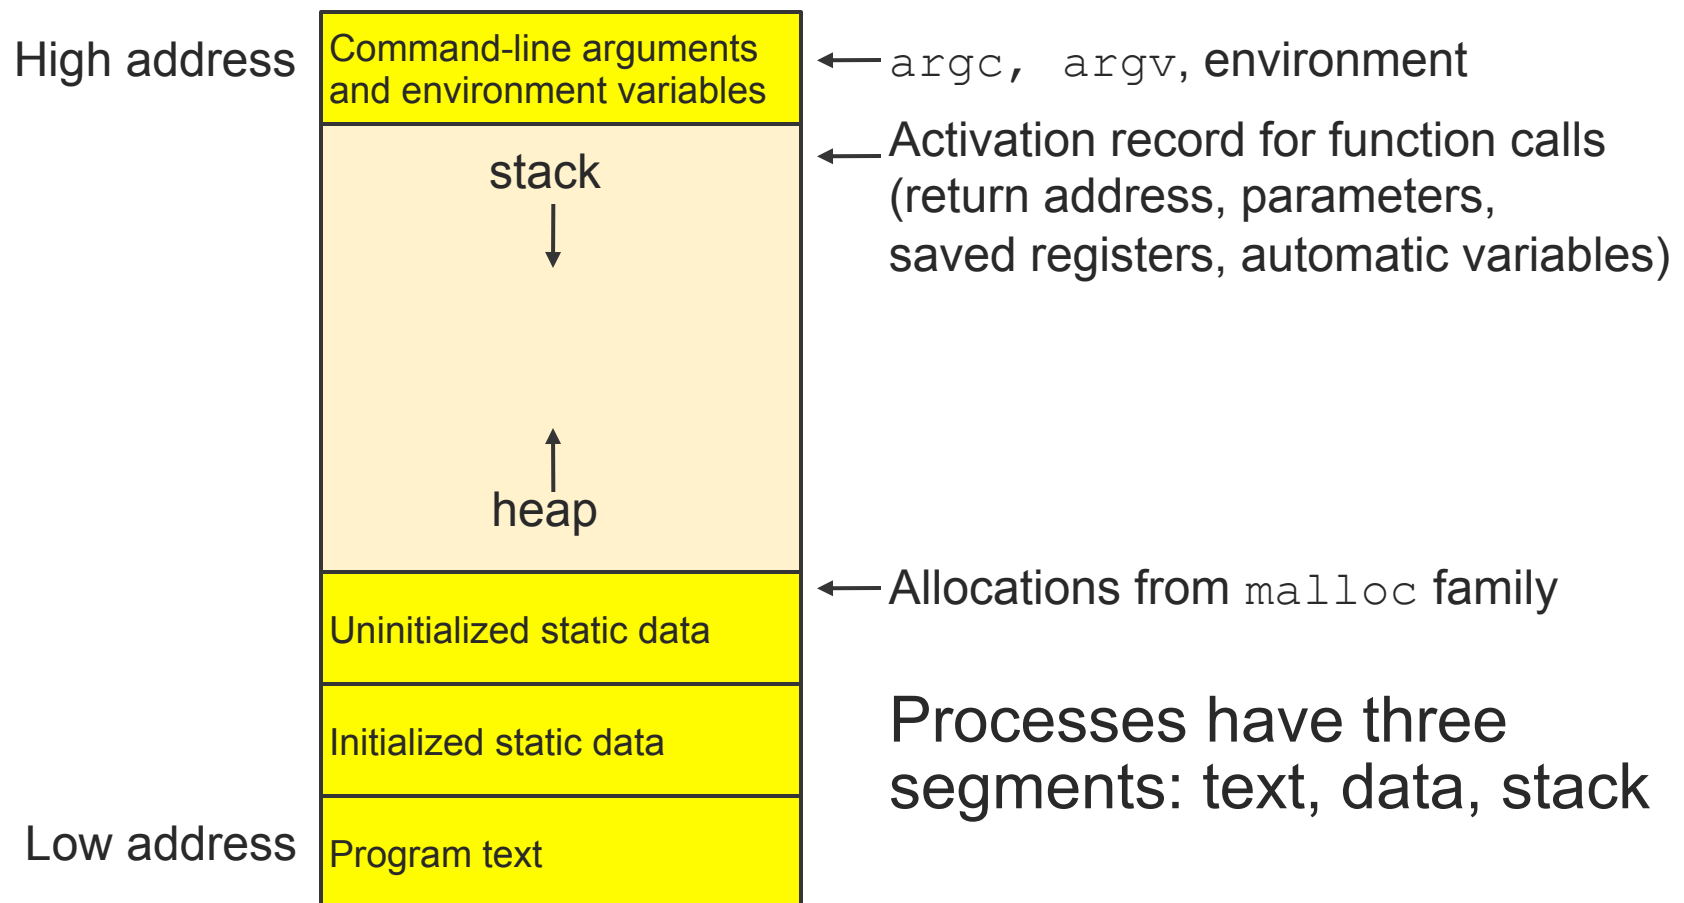 High address
Command-line arguments
and environment variables
argc, argv, environment
stack
Activation record for function calls
(return address, parameters,
saved registers, automatic variables)
heap
Allocations from malloc family
Uninitialized static data
Initialized static data
Processes have three
segments: text, data, stack
Low address
Program text